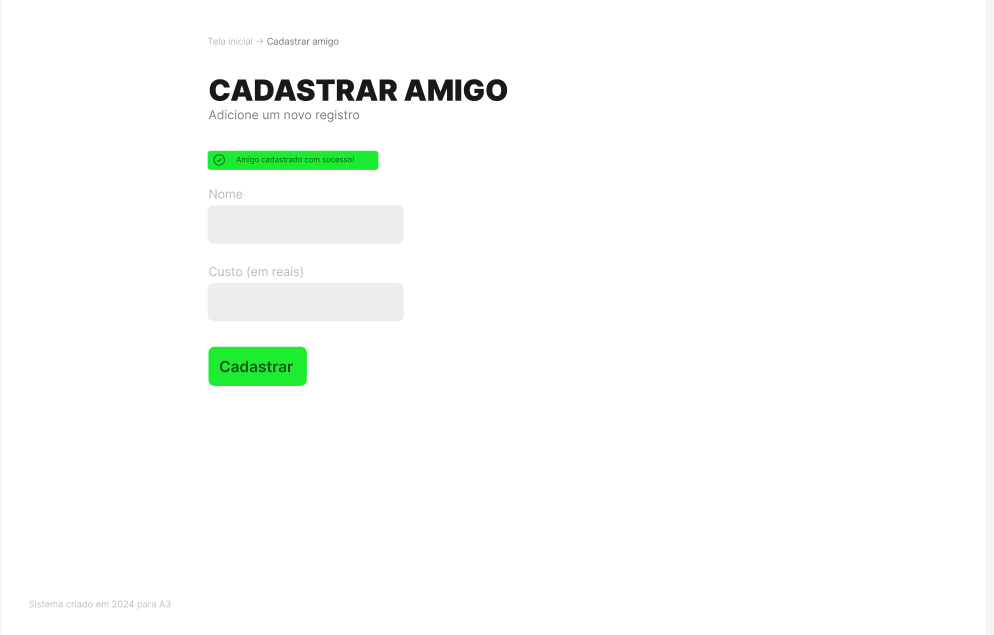 Tela inicial → Cadastrar amigo
CADASTRAR AMIGO
Adicione um novo registro
Amigo cadastrado com sucesso!
Nome
Custo (em reais)
Cadastrar
Sistema criado em 2024 para A3